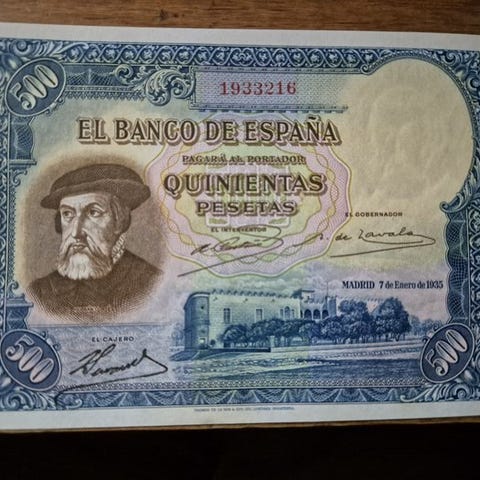 500
1933216
EL BANCO DE ESPAÑA
PAGARÁ AL PORTADOR
QUINIENTAS
PESETAS
EL GOBERNADOR
EL INTERVENTOR
MADRID 7 de Enero de 1935
EL CAJERO
500
500